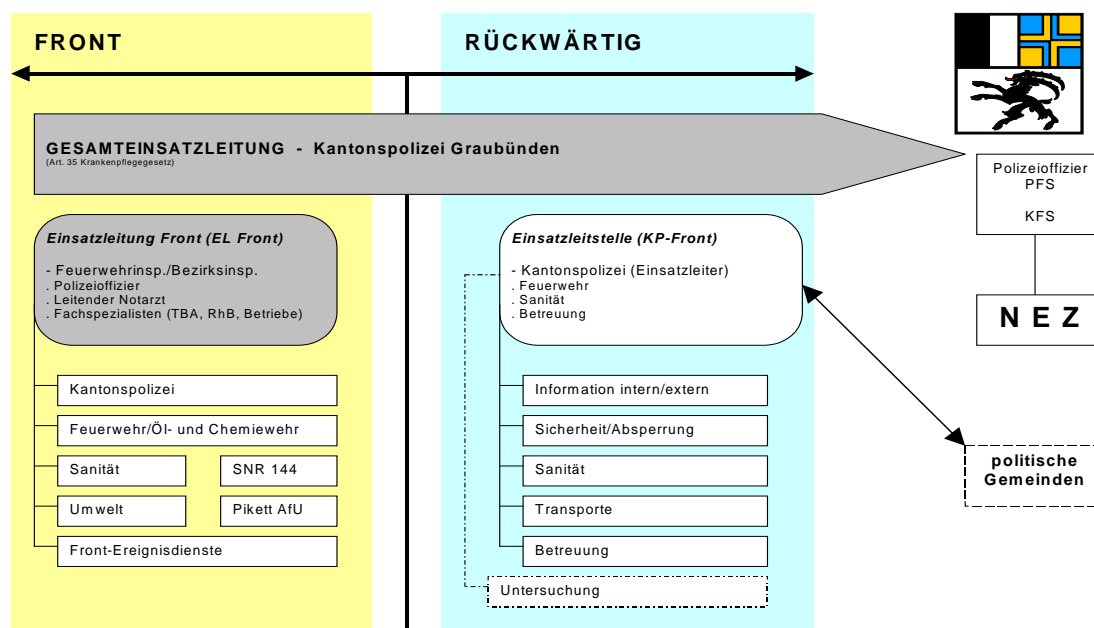 FRONT
RÜCKWÄRTIG
GESAMTEINSATZLEITUNG - Kantonspolizei Graubünden
(Art. 35 Krankenpflegegesetz)
Polizeioffizier
PFS
KFS
Einsatzleitung Front (EL Front)
- Feuerwehrinsp./Bezirksinsp.
. Polizeioffizier
. Leitender Notarzt
. Fachspezialisten (TBA, RhB, Betriebe)
Einsatzleitstelle (KP-Front)
- Kantonspolizei (Einsatzleiter)
. Feuerwehr
. Sanität
. Betreuung
N E Z
Kantonspolizei
Feuerwehr/Öl- und Chemiewehr
Sanität
SNR 144
Umwelt
Pikett AfU
Front-Ereignisdienste
Information intern/extern
Sicherheit/Absperrung
Sanität
Transporte
Betreuung
Untersuchung
politische
Gemeinden